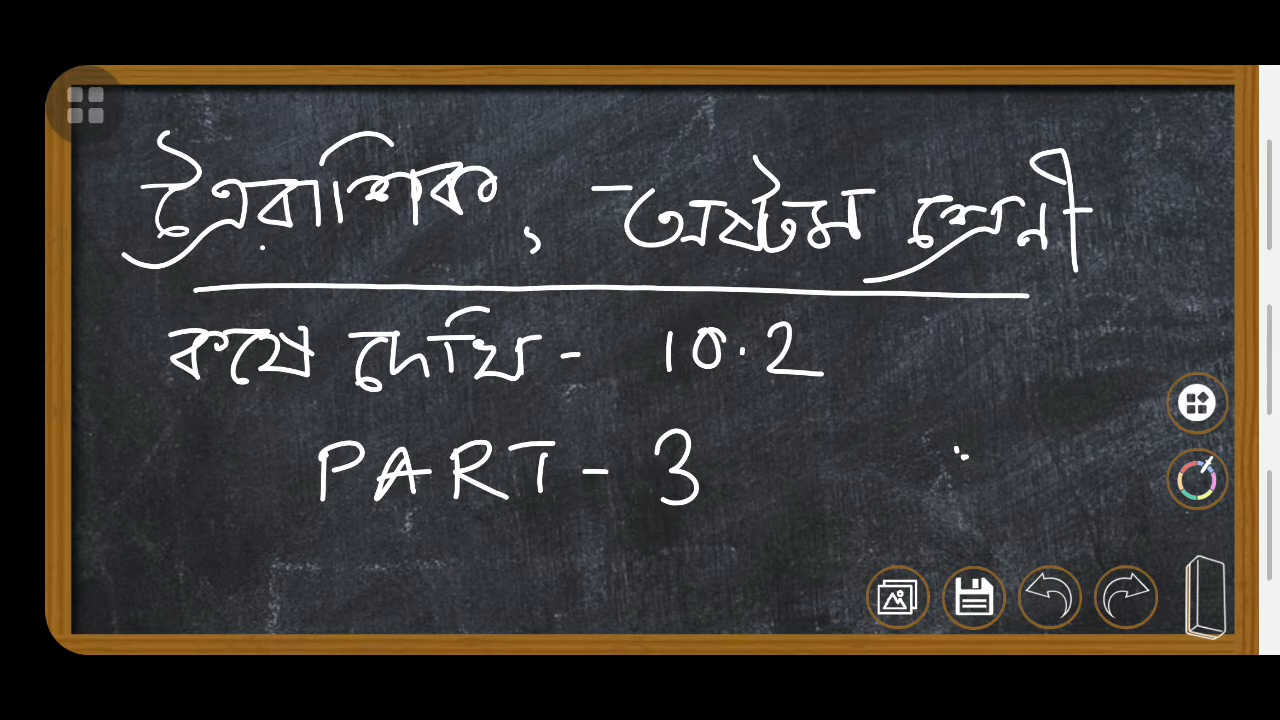 ত্রৈরাশিক, অষ্টম শ্রেণী
কষে দেখি - 10.2
PART - 3